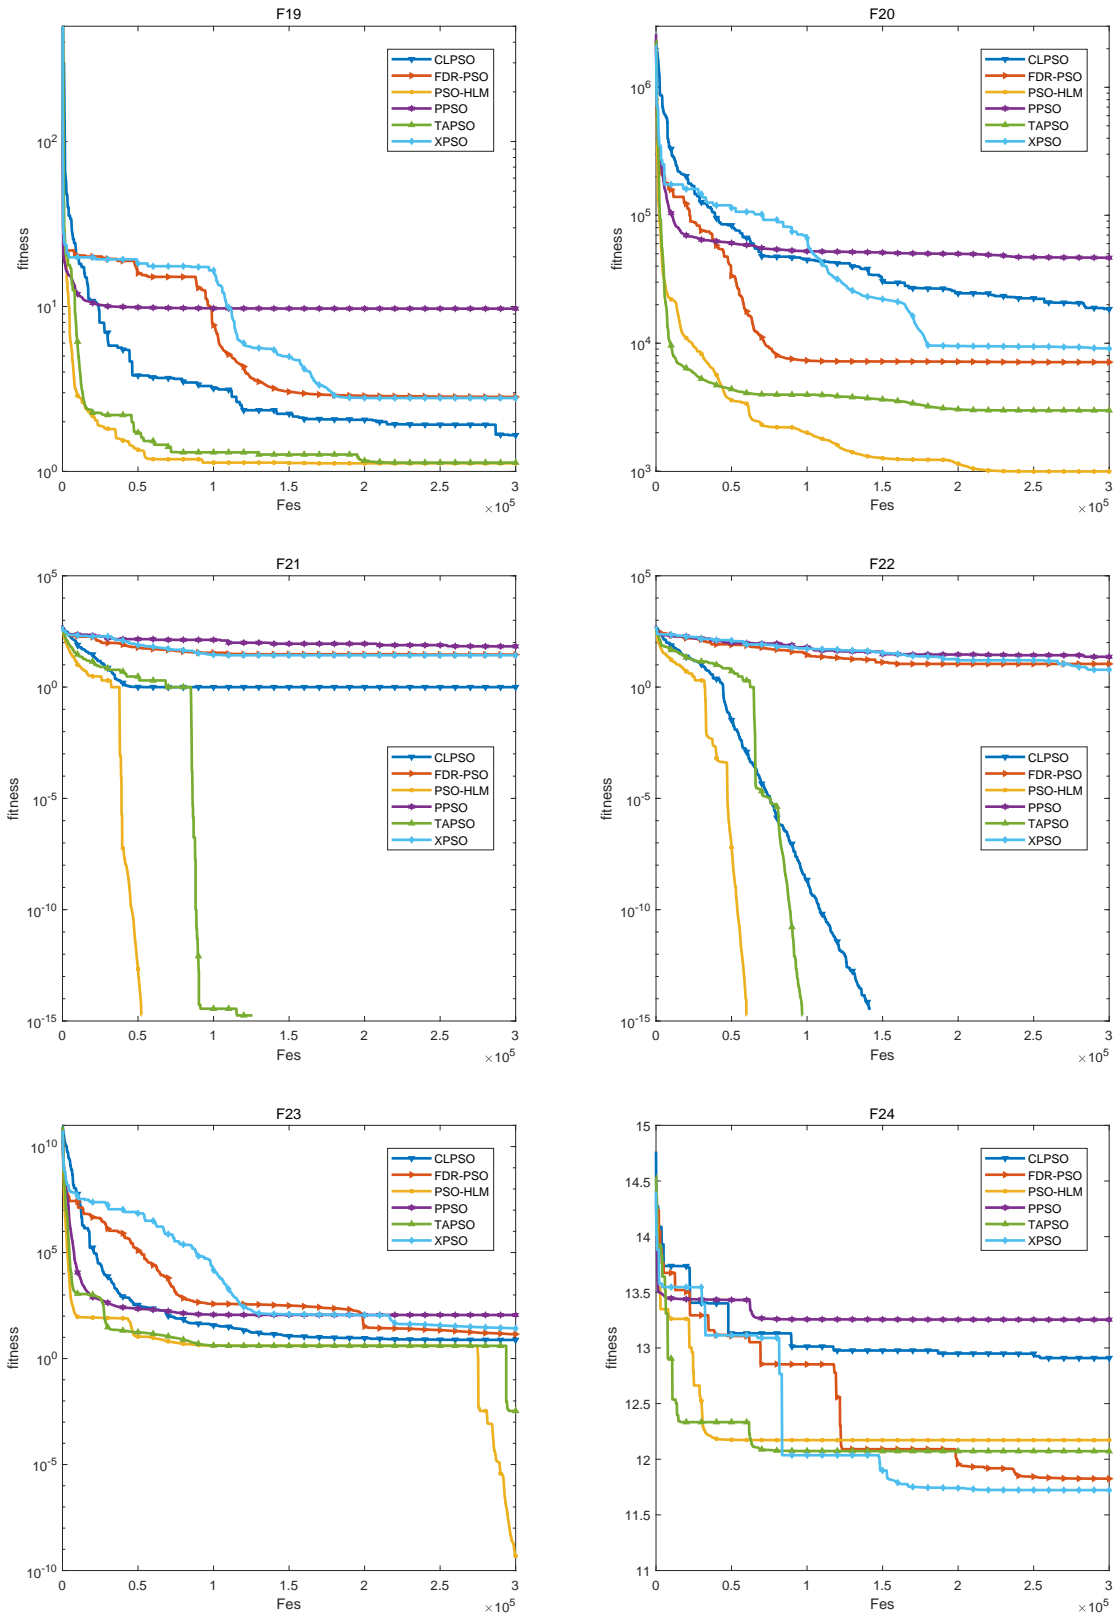 F19
fitness
10^2
10^1
10^0
CLPSO
FDR-PSO
PSO-HLM
PPSO
TAPSO
XPSO
0 0.5 1 1.5 2 2.5 3
Fes
×10^5
F20
fitness
10^6
10^5
10^4
10^3
CLPSO
FDR-PSO
PSO-HLM
PPSO
TAPSO
XPSO
0 0.5 1 1.5 2 2.5 3
Fes
×10^5
F21
fitness
10^5
10^0
10^-5
10^-10
10^-15
CLPSO
FDR-PSO
PSO-HLM
PPSO
TAPSO
XPSO
0 0.5 1 1.5 2 2.5 3
Fes
×10^5
F22
fitness
10^5
10^0
10^-5
10^-10
10^-15
CLPSO
FDR-PSO
PSO-HLM
PPSO
TAPSO
XPSO
0 0.5 1 1.5 2 2.5 3
Fes
×10^5
F23
fitness
10^10
10^5
10^0
10^-5
10^-10
CLPSO
FDR-PSO
PSO-HLM
PPSO
TAPSO
XPSO
0 0.5 1 1.5 2 2.5 3
Fes
×10^5
F24
fitness
15
14.5
14
13.5
13
12.5
12
11.5
11
CLPSO
FDR-PSO
PSO-HLM
PPSO
TAPSO
XPSO
0 0.5 1 1.5 2 2.5 3
Fes
×10^5